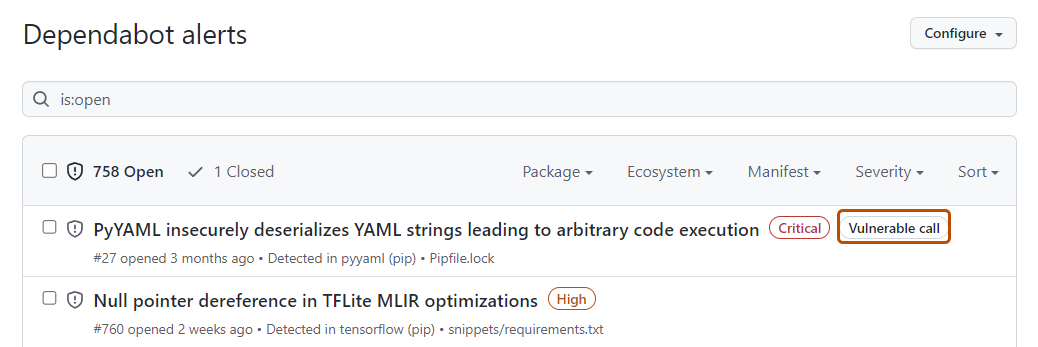 Dependabot alerts
Configure
is:open
758 Open 1 Closed Package Ecosystem Manifest Severity Sort
PyYAML insecurely deserializes YAML strings leading to arbitrary code execution Critical Vulnerable call
#27 opened 3 months ago • Detected in pyyaml (pip) • Pipfile.lock
Null pointer dereference in TFLite MLIR optimizations High
#760 opened 2 weeks ago • Detected in tensorflow (pip) • snippets/requirements.txt